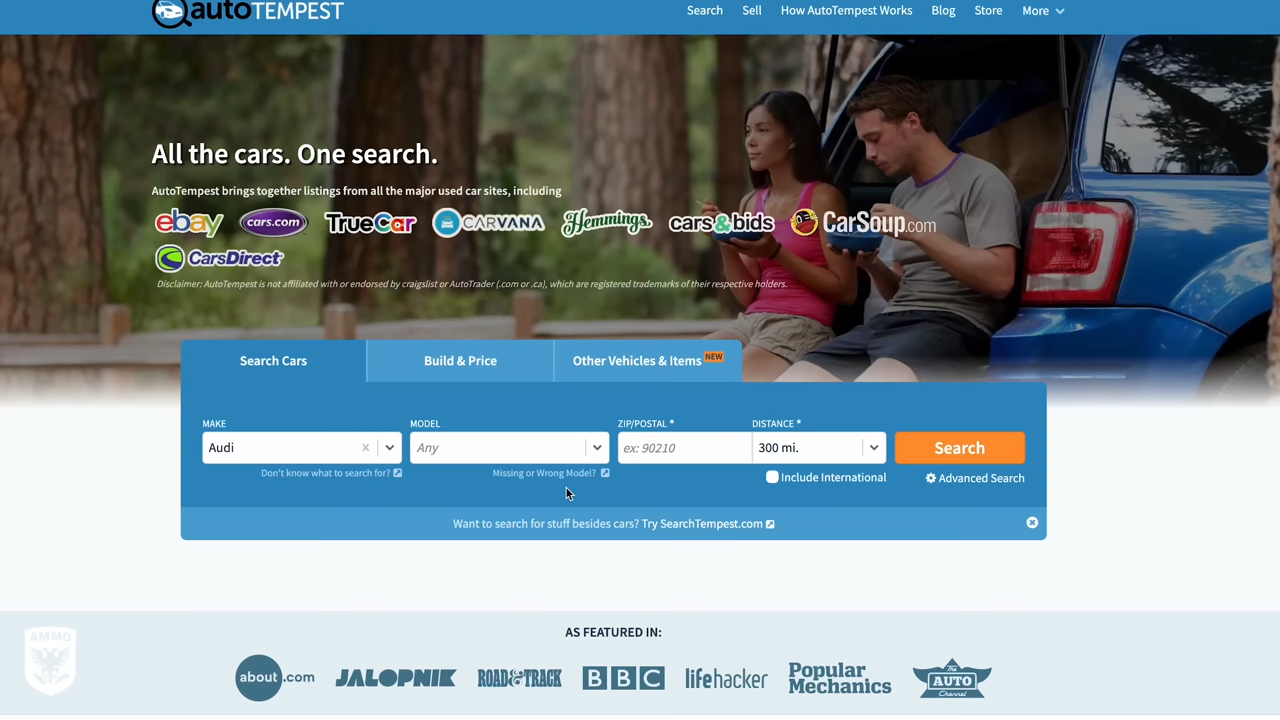 autoTEMPEST
Search Sell How AutoTempest Works Blog Store More
All the cars. One search.
AutoTempest brings together listings from all the major used car sites, including
ebay cars.com TrueCar CARVANA Hemmings cars&bids CarSoup.com
CarsDirect
Disclaimer: AutoTempest is not affiliated with or endorsed by craigslist or AutoTrader (.com or .ca), which are registered trademarks of their respective holders.
Search Cars Build & Price Other Vehicles & Items NEW
MAKE MODEL ZIP/POSTAL * DISTANCE *
Audi x Any ex: 90210 300 mi. Search
Don't know what to search for? Missing or Wrong Model? Include International Advanced Search
Want to search for stuff besides cars? Try SearchTempest.com
AS FEATURED IN:
AMMO
about.com JALOPNIK ROAD & TRACK BBC lifehacker Popular Mechanics The AUTO Channel